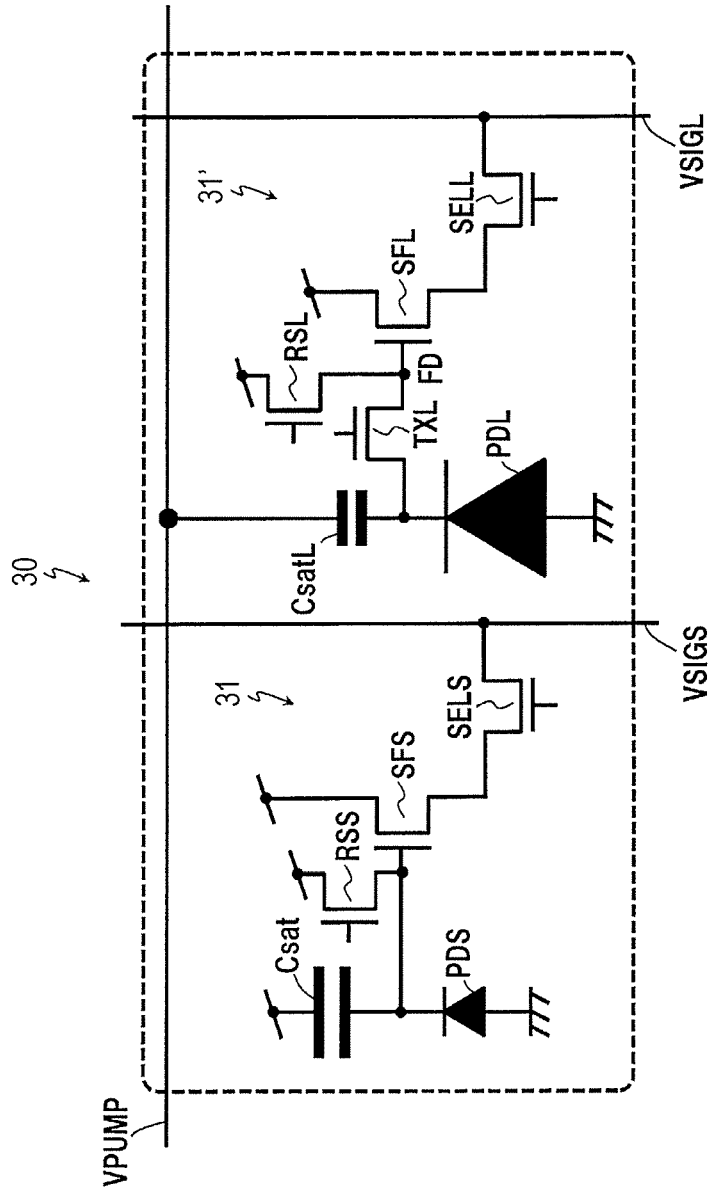 30
VPUMP
31
31'
Csat
RSS
SFS
PDS
SELS
VSIGS
CsatL
RSL
SFL
FD
TXL
PDL
SELL
VSIGL